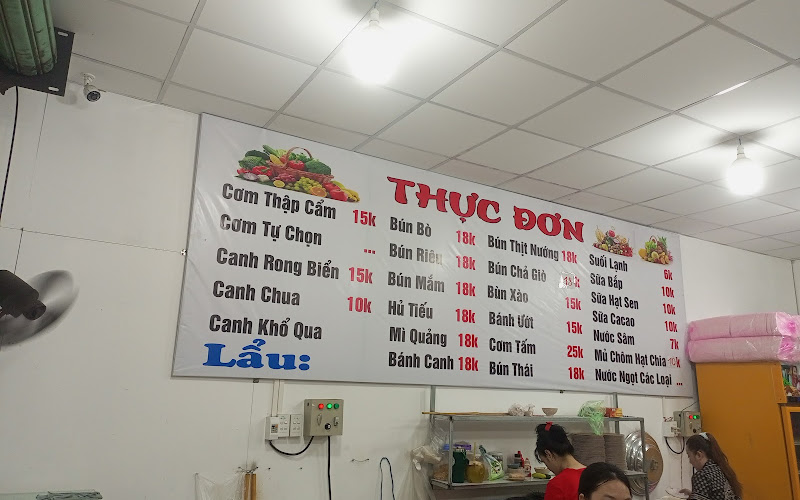 THỰC ĐƠN
Cơm Thập Cẩm 15k
Cơm Tự Chọn ...
Canh Rong Biển 15k
Canh Chua 10k
Canh Khổ Qua
Lẩu:
Bún Bò 18k
Bún Riêu 18k
Bún Mắm 18k
Hủ Tiếu 18k
Mì Quảng 18k
Bánh Canh 18k
Bún Thịt Nướng 18k
Bún Chả Giò
Bùn Xào 15k
Bánh Ướt 15k
Cơm Tấm 25k
Bún Thái 18k
Suối Lạnh 6k
Sữa Bắp 10k
Sữa Hạt Sen 10k
Sữa Cacao 10k
Nước Sâm 7k
Mủ Chôm Hạt Chia
Nước Ngọt Các Loại ...